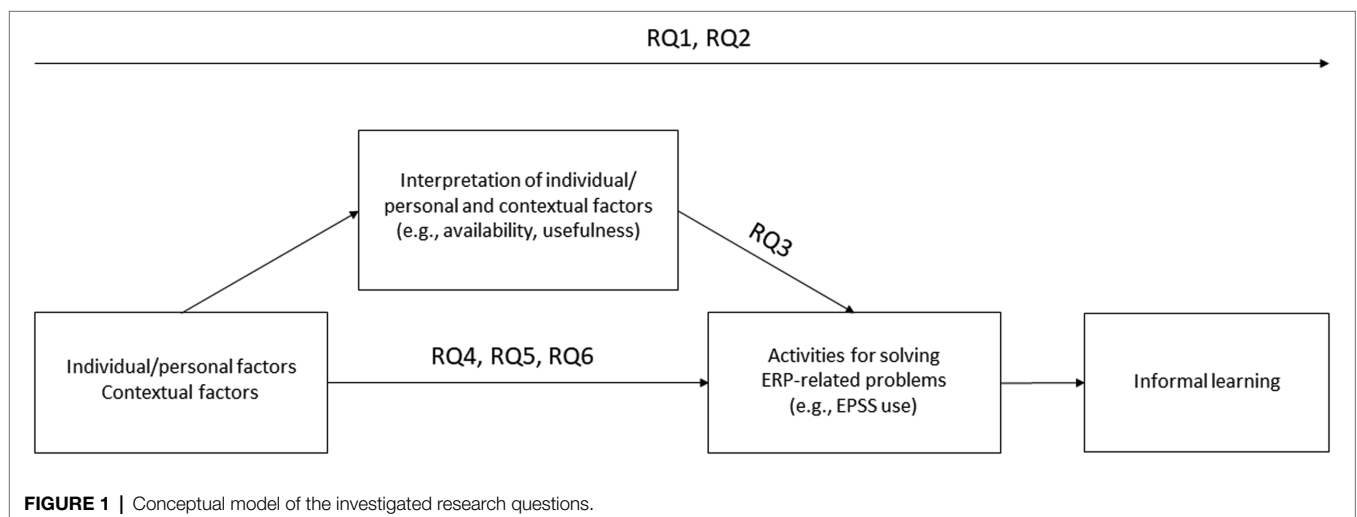 RQ1, RQ2
Interpretation of individual/
personal and contextual factors
(e.g., availability, usefulness)
RQ3
Individual/personal factors
Contextual factors
RQ4, RQ5, RQ6
Activities for solving
ERP-related problems
(e.g., EPSS use)
Informal learning
FIGURE 1 | Conceptual model of the investigated research questions.